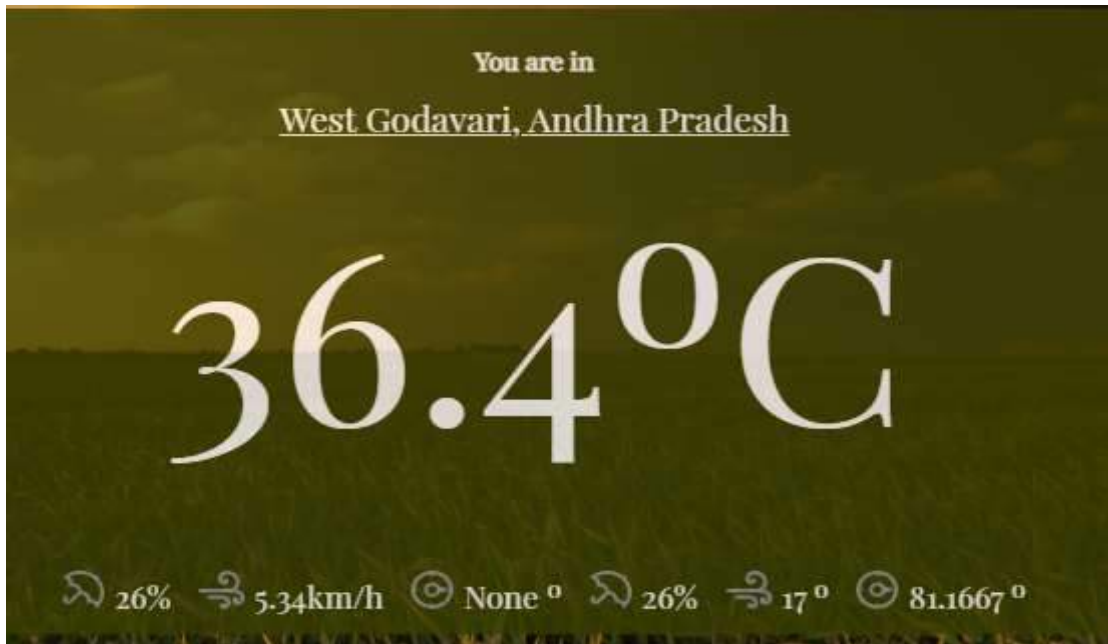 You are in
West Godavari, Andhra Pradesh
36.4ºC
26% 5.34km/h None º 26% 17 º 81.1667 º